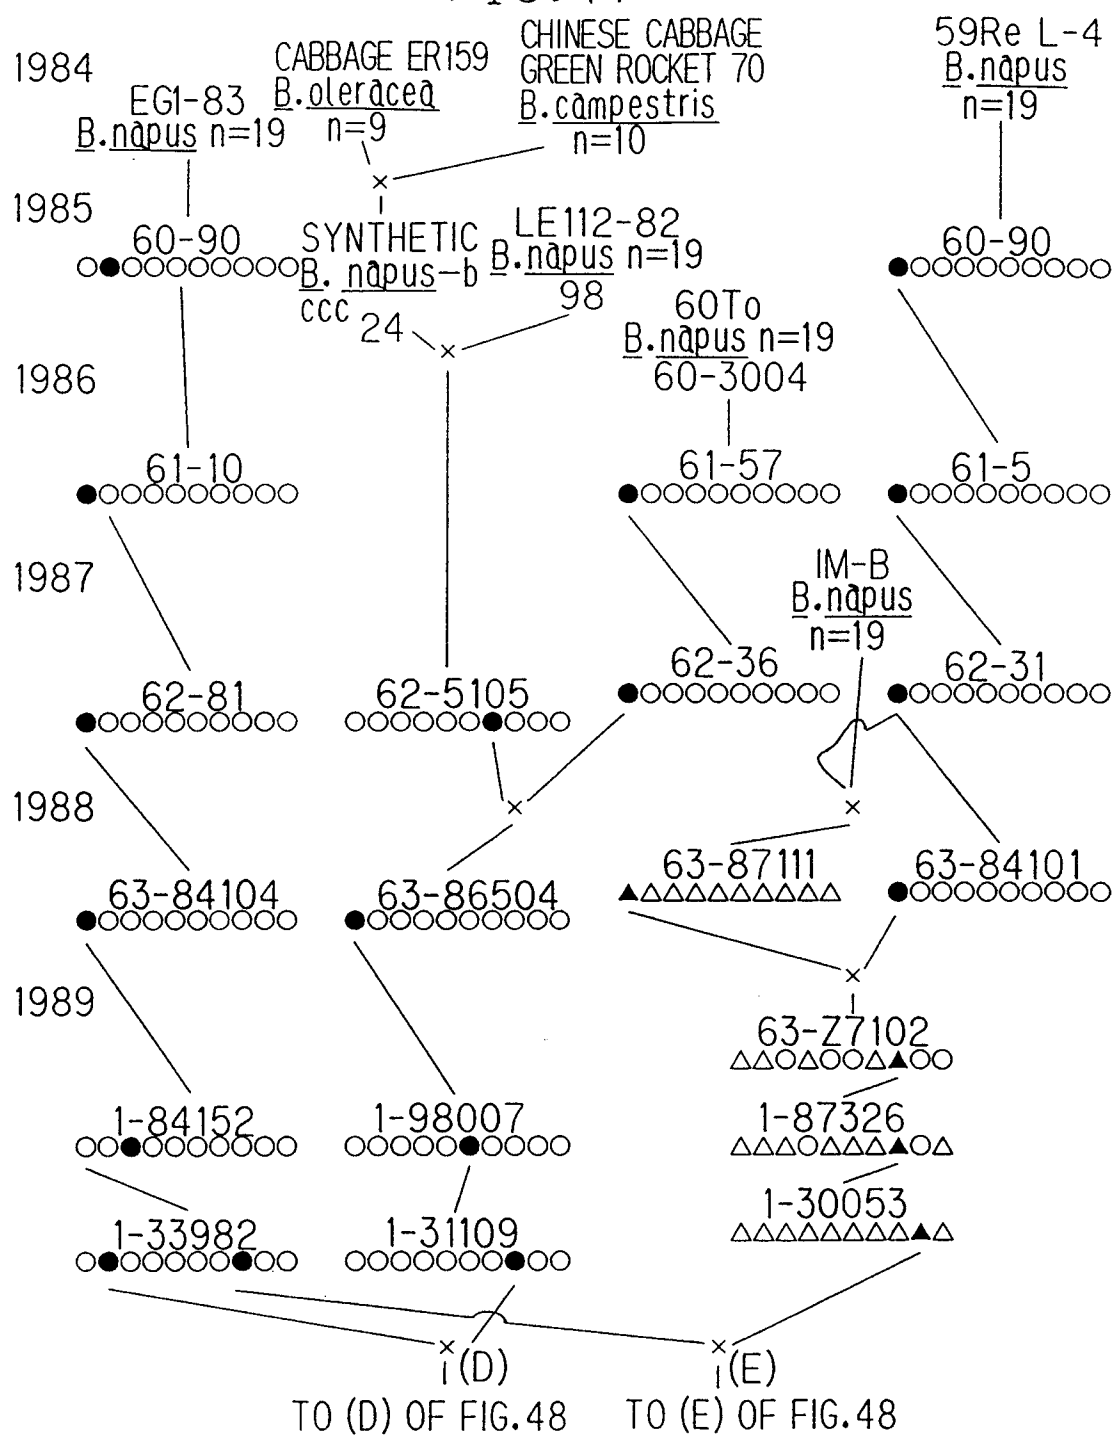 1984
CABBAGE ER159
B.oleracea
n=9
CHINESE CABBAGE
GREEN ROCKET 70
B.campestris
n=10
59Re L-4
B.napus
n=19
EG1-83
B.napus n=19
×
1985
60-90
SYNTHETIC
B. napus-b
ccc 24
LE112-82
B.napus n=19
98
60-90
×
60To
B.napus n=19
60-3004
1986
61-10
61-57
61-5
1987
IM-B
B.napus
n=19
62-81
62-5105
62-36
62-31
1988
×
×
63-84104
63-86504
63-87111
63-84101
×
1989
63-Z7102
1-84152
1-98007
1-87326
1-33982
1-31109
1-30053
× (D)
× (E)
TO (D) OF FIG.48
TO (E) OF FIG.48